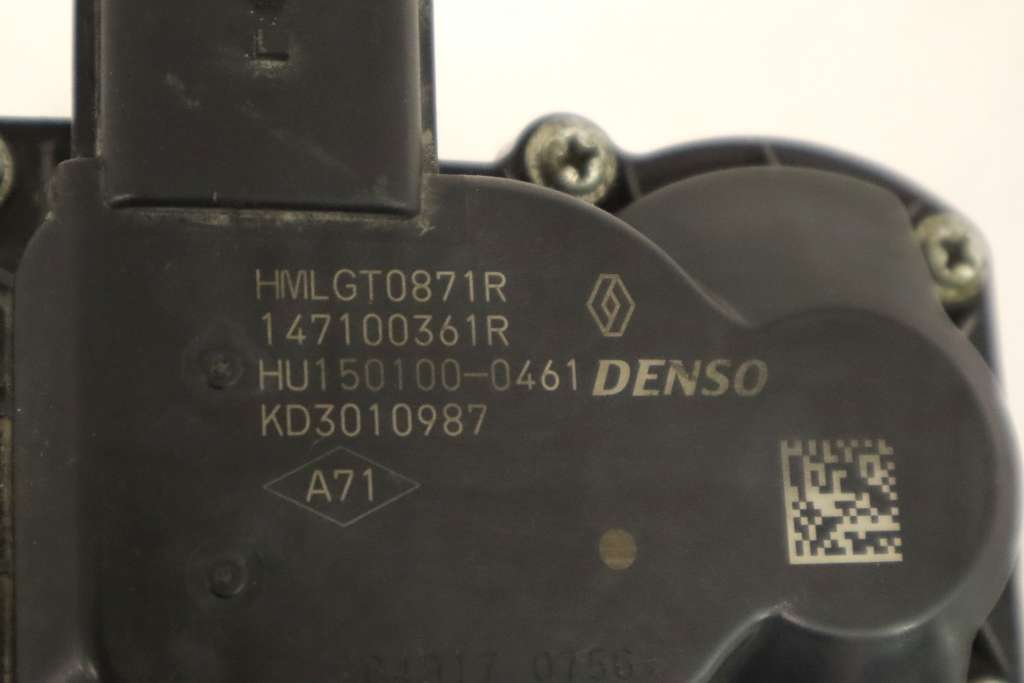 HMLGT0871R
147100361R
HU150100-0461 DENSO
KD3010987
A71